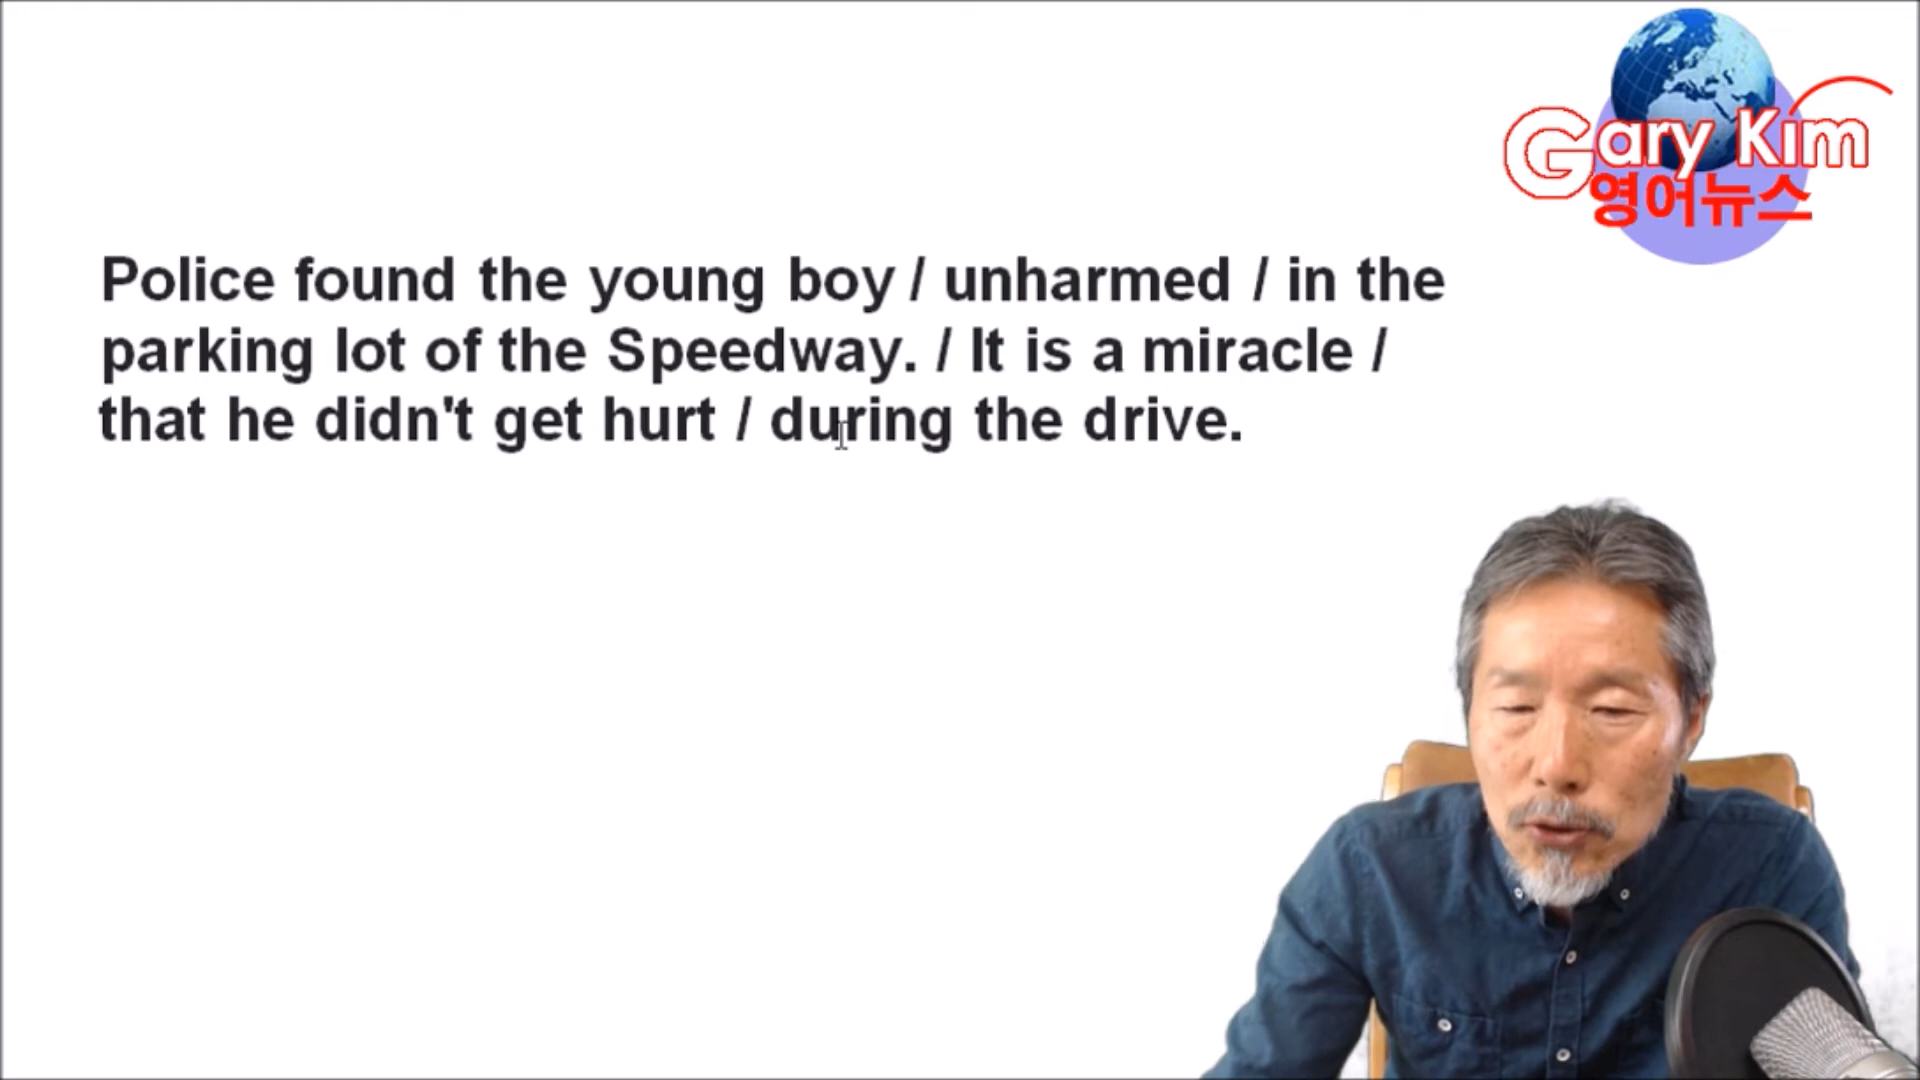 Gary Kim
영어뉴스
Police found the young boy / unharmed / in the
parking lot of the Speedway. / It is a miracle /
that he didn't get hurt / during the drive.